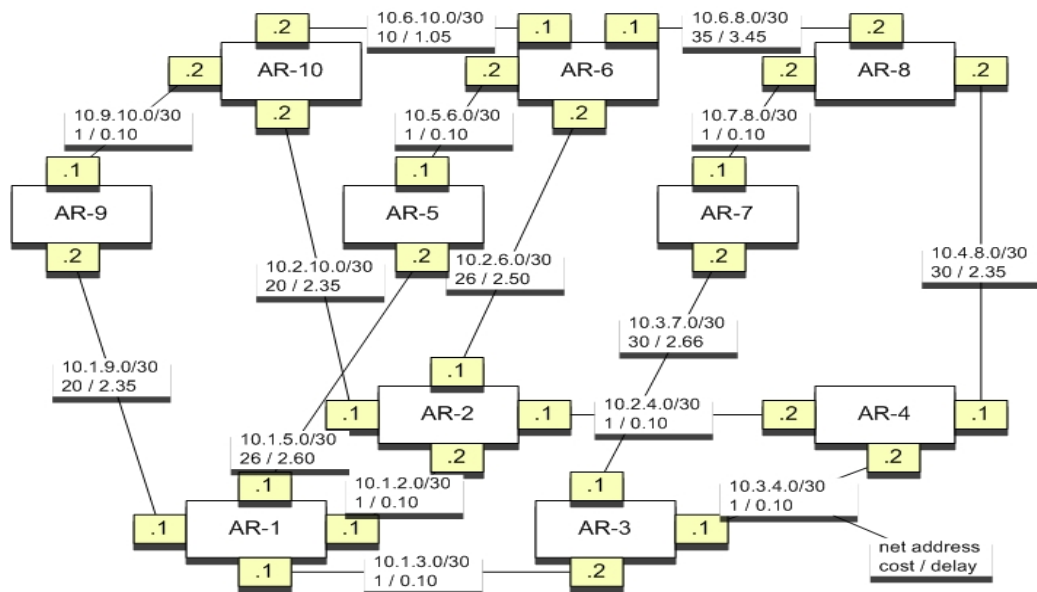 .2
10.6.10.0/30
10 / 1.05
.1
.1
10.6.8.0/30
35 / 3.45
.2
.2
AR-10
.2
AR-6
.2
AR-8
.2
10.9.10.0/30
1 / 0.10
.2
10.5.6.0/30
1 / 0.10
.2
10.7.8.0/30
1 / 0.10
.1
.1
.1
AR-9
AR-5
AR-7
.2
10.2.10.0/30
20 / 2.35
.2
10.2.6.0/30
26 / 2.50
.2
10.4.8.0/30
30 / 2.35
10.3.7.0/30
30 / 2.66
10.1.9.0/30
20 / 2.35
.1
.1
AR-2
.1
10.2.4.0/30
1 / 0.10
.2
AR-4
.1
10.1.5.0/30
26 / 2.60
.2
.2
.1
10.1.2.0/30
1 / 0.10
.1
10.3.4.0/30
1 / 0.10
.1
AR-1
.1
AR-3
.1
.1
10.1.3.0/30
1 / 0.10
.2
net address
cost / delay